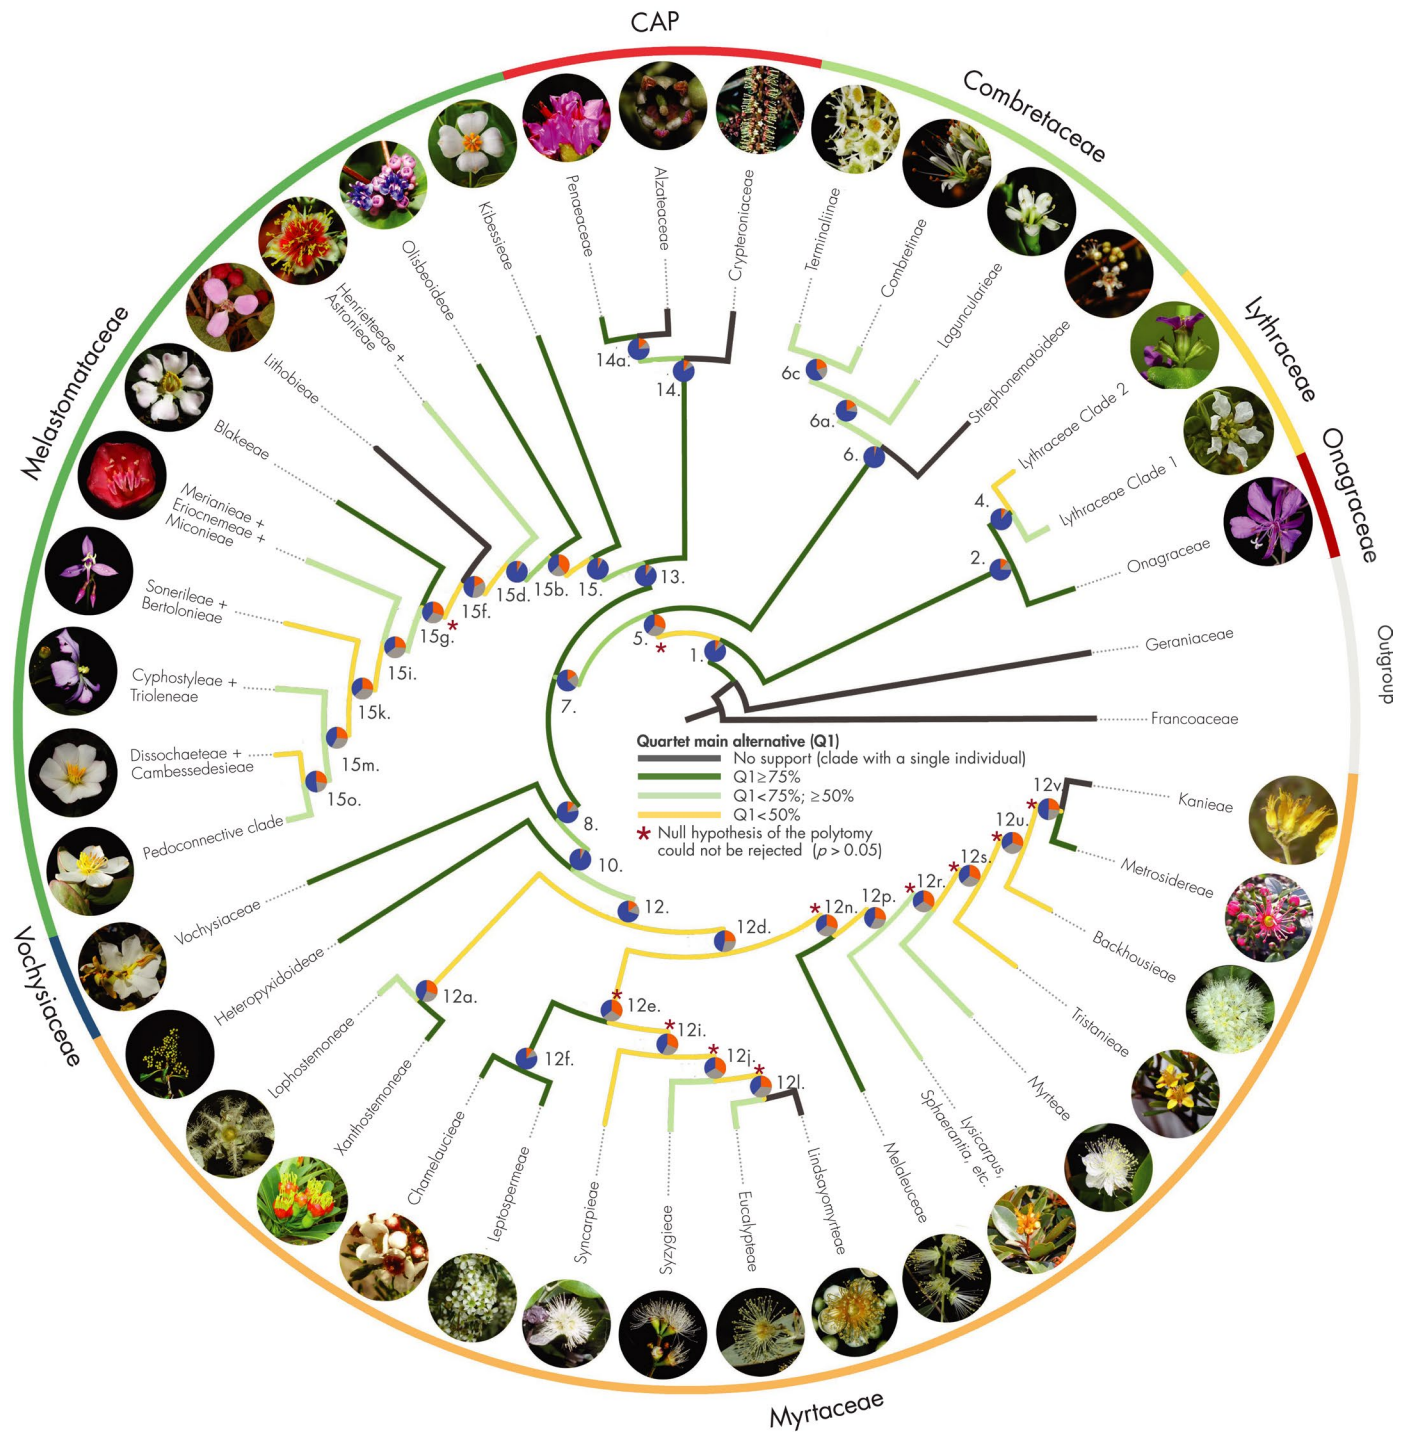 CAP
Combretaceae
Lythraceae
Onagraceae
Outgroup
Melastomataceae
Vochysiaceae
Myrtaceae
Penaeaceae
Alzateaceae
Crypteroniaceae
Terminaliinae
Combretinae
Laguncularieae
Strephonematoideae
Lythraceae Clade 2
Lythraceae Clade 1
Onagraceae
Geraniaceae
Francoaceae
Kibessieae
Olisbeoideae
Henrietteeae +
Astronieae
Lithobieae
Blakeeae
Merianieae +
Eriocnemeae +
Miconieae
Sonerileae +
Bertolonieae
Cyphostyleae +
Trioleneae
Dissochaeteae +
Cambessedesieae
Pedoconnective clade
Vochysiaceae
Heteropyxidoideae
Lophostemoneae
Xanthostemoneae
Chamelaucieae
Leptospermeae
Syncarpieae
Syzygieae
Eucalypteae
Lindsayomyrteae
Melaleuceae
Lysicarpus,
Sphaerantia, etc.
Myrteae
Tristanieae
Backhousieae
Metrosidereae
Kanieae
14a.
14.
6c
6a.
6.
4.
2.
13.
15.
15b.
15d.
15f.
15g.
*
15i.
15k.
15m.
15o.
5.
*
1.
7.
8.
10.
12.
12d.
12a.
*
12e.
12f.
*
12i.
*
12j.
*
12l.
*
12n.
12p.
*
12r.
*
12s.
*
12u.
*
12v.
Quartet main alternative (Q1)
No support (clade with a single individual)
Q1≥75%
Q1<75%; ≥50%
Q1<50%
* Null hypothesis of the polytomy
could not be rejected (p > 0.05)